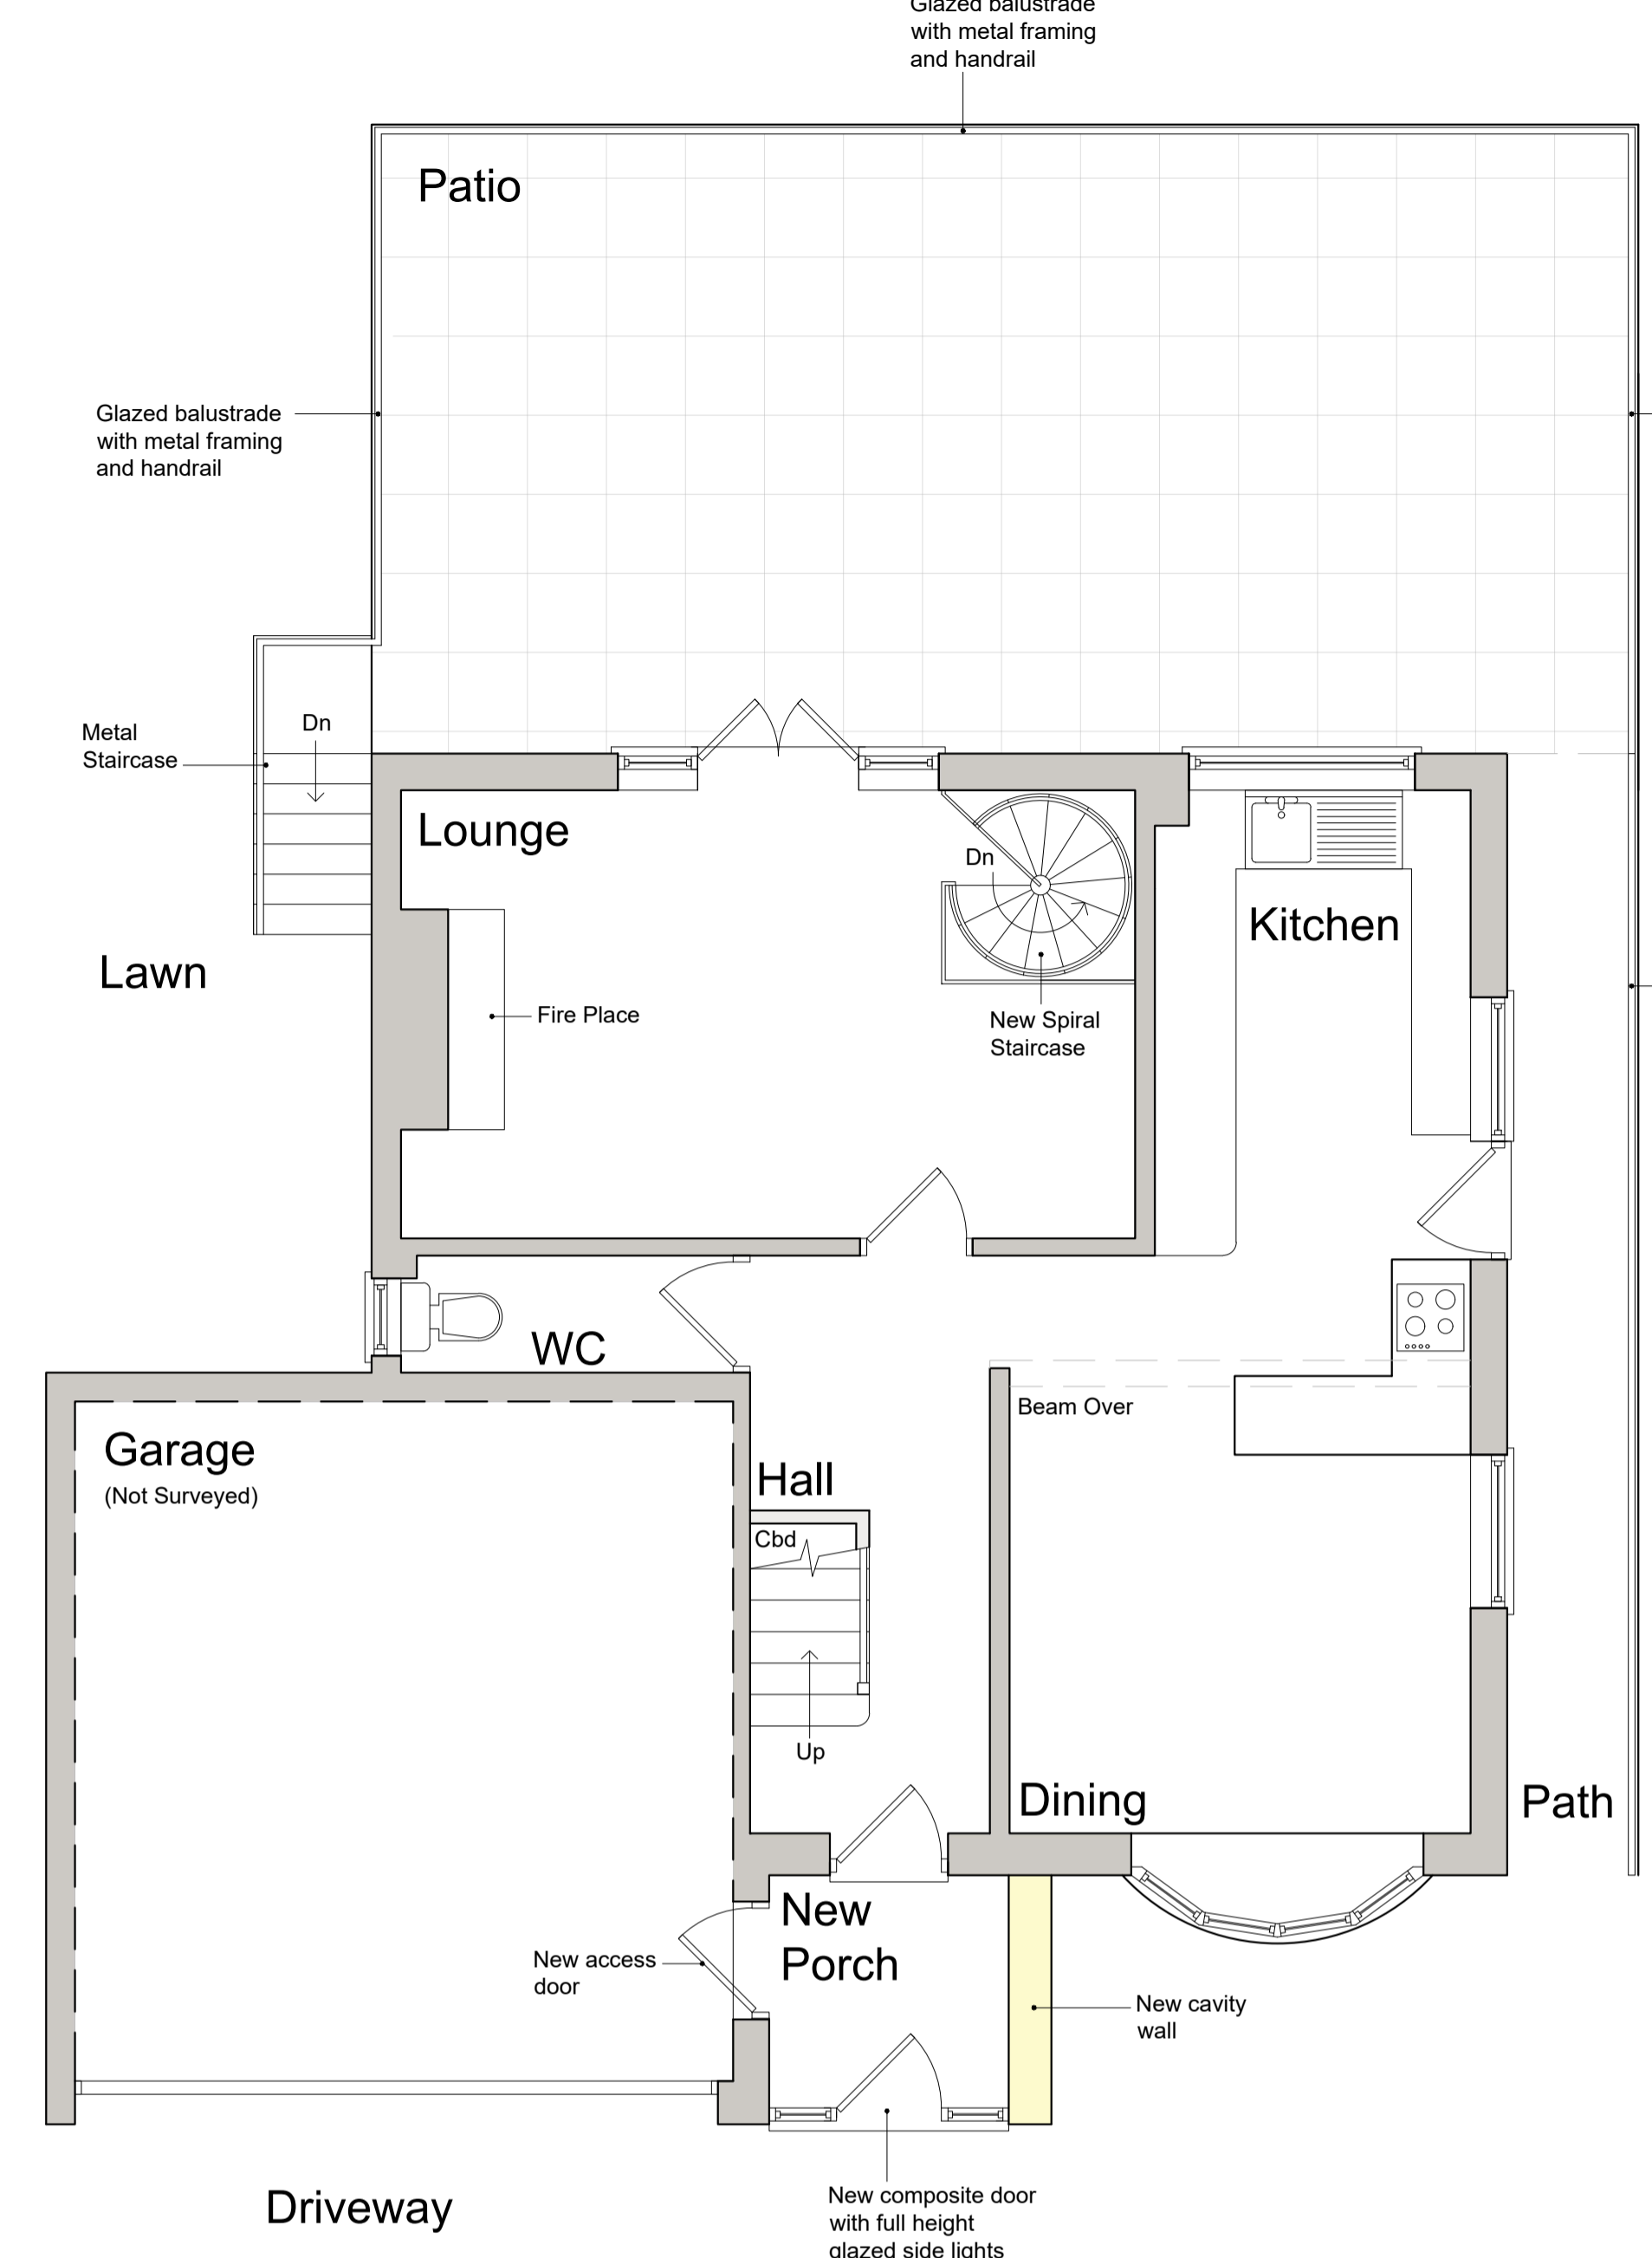 Glazed balustrade
with metal framing
and handrail
Patio
Glazed balustrade
with metal framing
and handrail
Metal
Staircase
Dn
Lounge
Dn
Kitchen
Lawn
Fire Place
New Spiral
Staircase
WC
Beam Over
Garage
(Not Surveyed)
Hall
Cbd
Up
Dining
Path
New
Porch
New access
door
New cavity
wall
Driveway
New composite door
with full height
glazed side lights